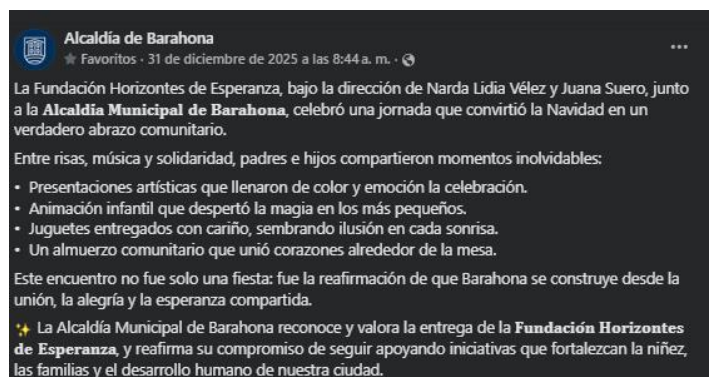 Alcaldía de Barahona
Favoritos · 31 de diciembre de 2025 a las 8:44 a. m. ·
La Fundación Horizontes de Esperanza, bajo la dirección de Narda Lidia Vélez y Juana Suero, junto
a la Alcaldía Municipal de Barahona, celebró una jornada que convirtió la Navidad en un
verdadero abrazo comunitario.
Entre risas, música y solidaridad, padres e hijos compartieron momentos inolvidables:
• Presentaciones artísticas que llenaron de color y emoción la celebración.
• Animación infantil que despertó la magia en los más pequeños.
• Juguetes entregados con cariño, sembrando ilusión en cada sonrisa.
• Un almuerzo comunitario que unió corazones alrededor de la mesa.
Este encuentro no fue solo una fiesta: fue la reafirmación de que Barahona se construye desde la
unión, la alegría y la esperanza compartida.
✨ La Alcaldía Municipal de Barahona reconoce y valora la entrega de la Fundación Horizontes
de Esperanza, y reafirma su compromiso de seguir apoyando iniciativas que fortalezcan la niñez,
las familias y el desarrollo humano de nuestra ciudad.